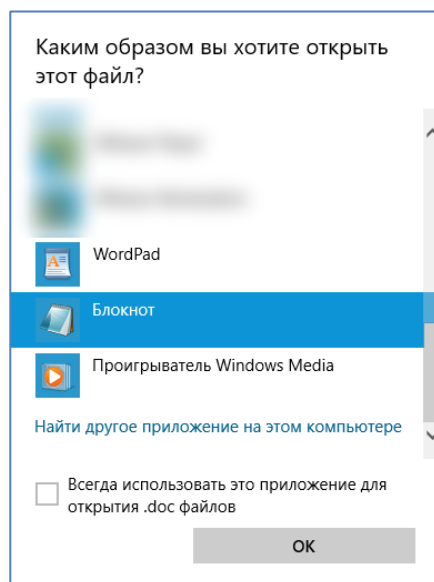 Каким образом вы хотите открыть
этот файл?
WordPad
Блокнот
Проигрыватель Windows Media
Найти другое приложение на этом компьютере
Всегда использовать это приложение для
открытия .doc файлов
ОК